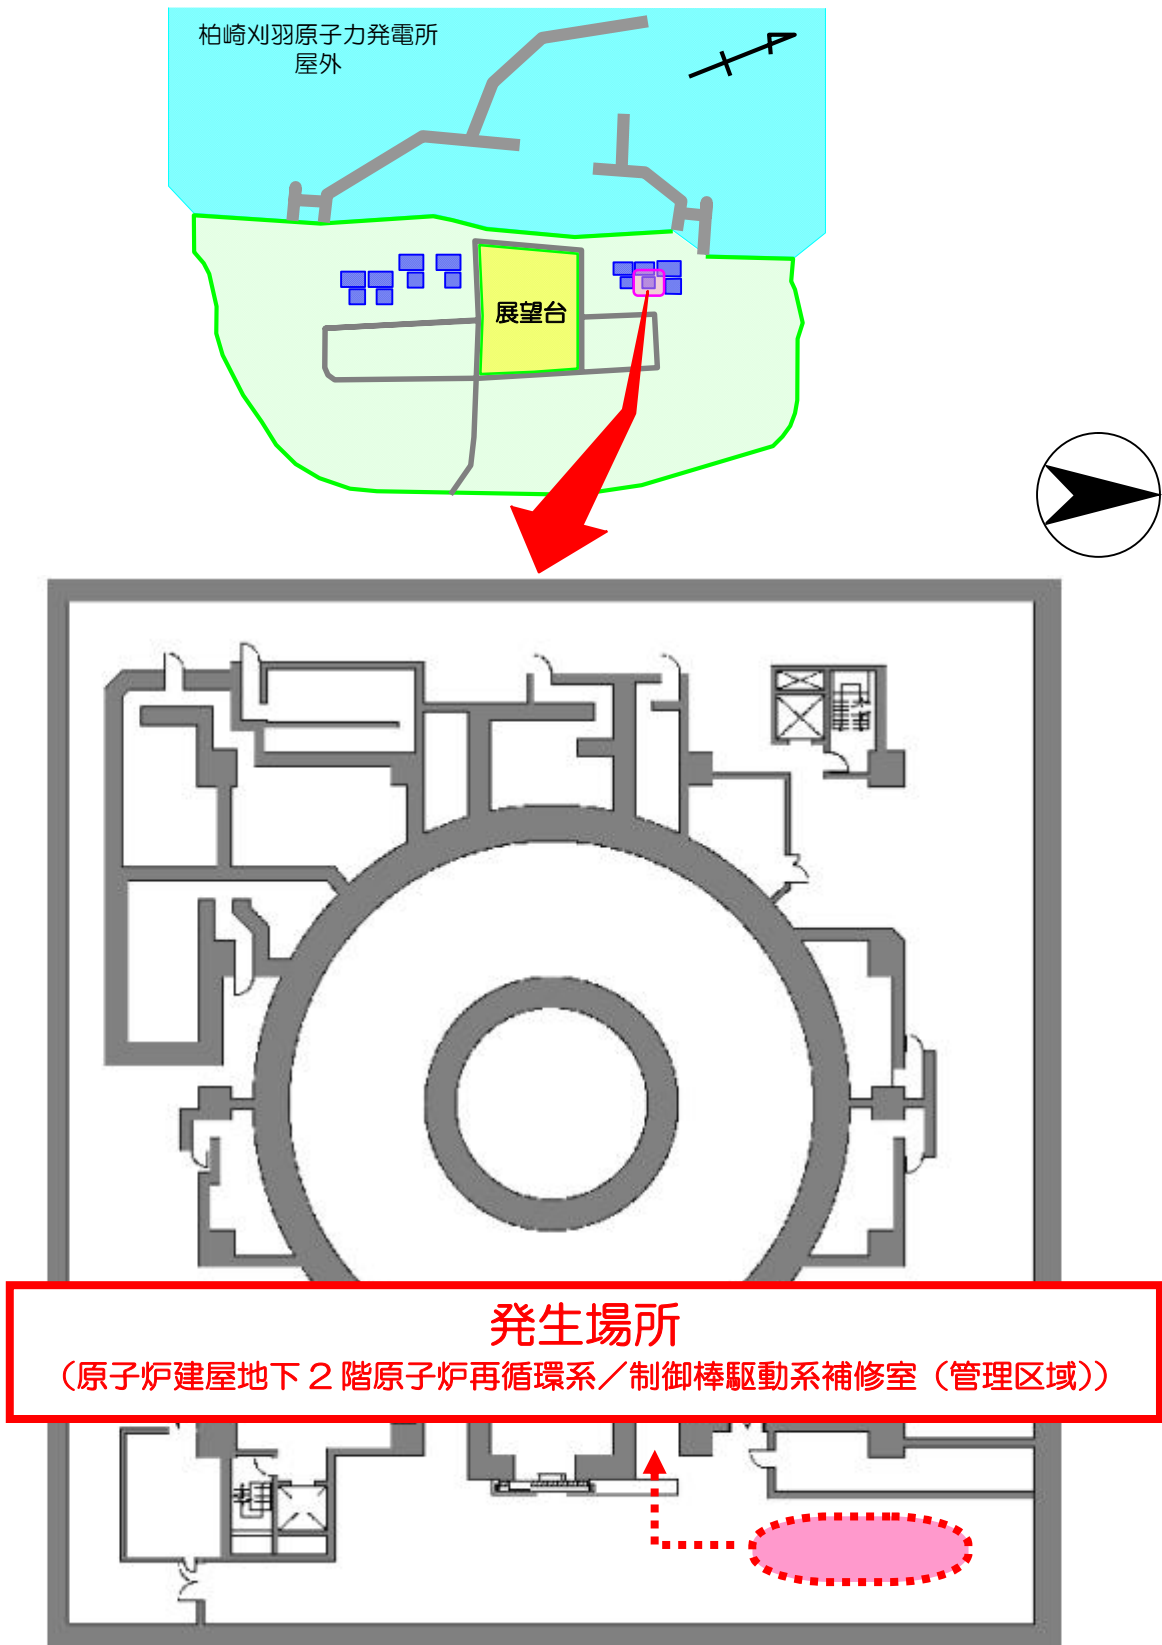 柏崎刈羽原子力発電所
屋外
展望台
発生場所
（原子炉建屋地下２階原子炉再循環系／制御棒駆動系補修室（管理区域））